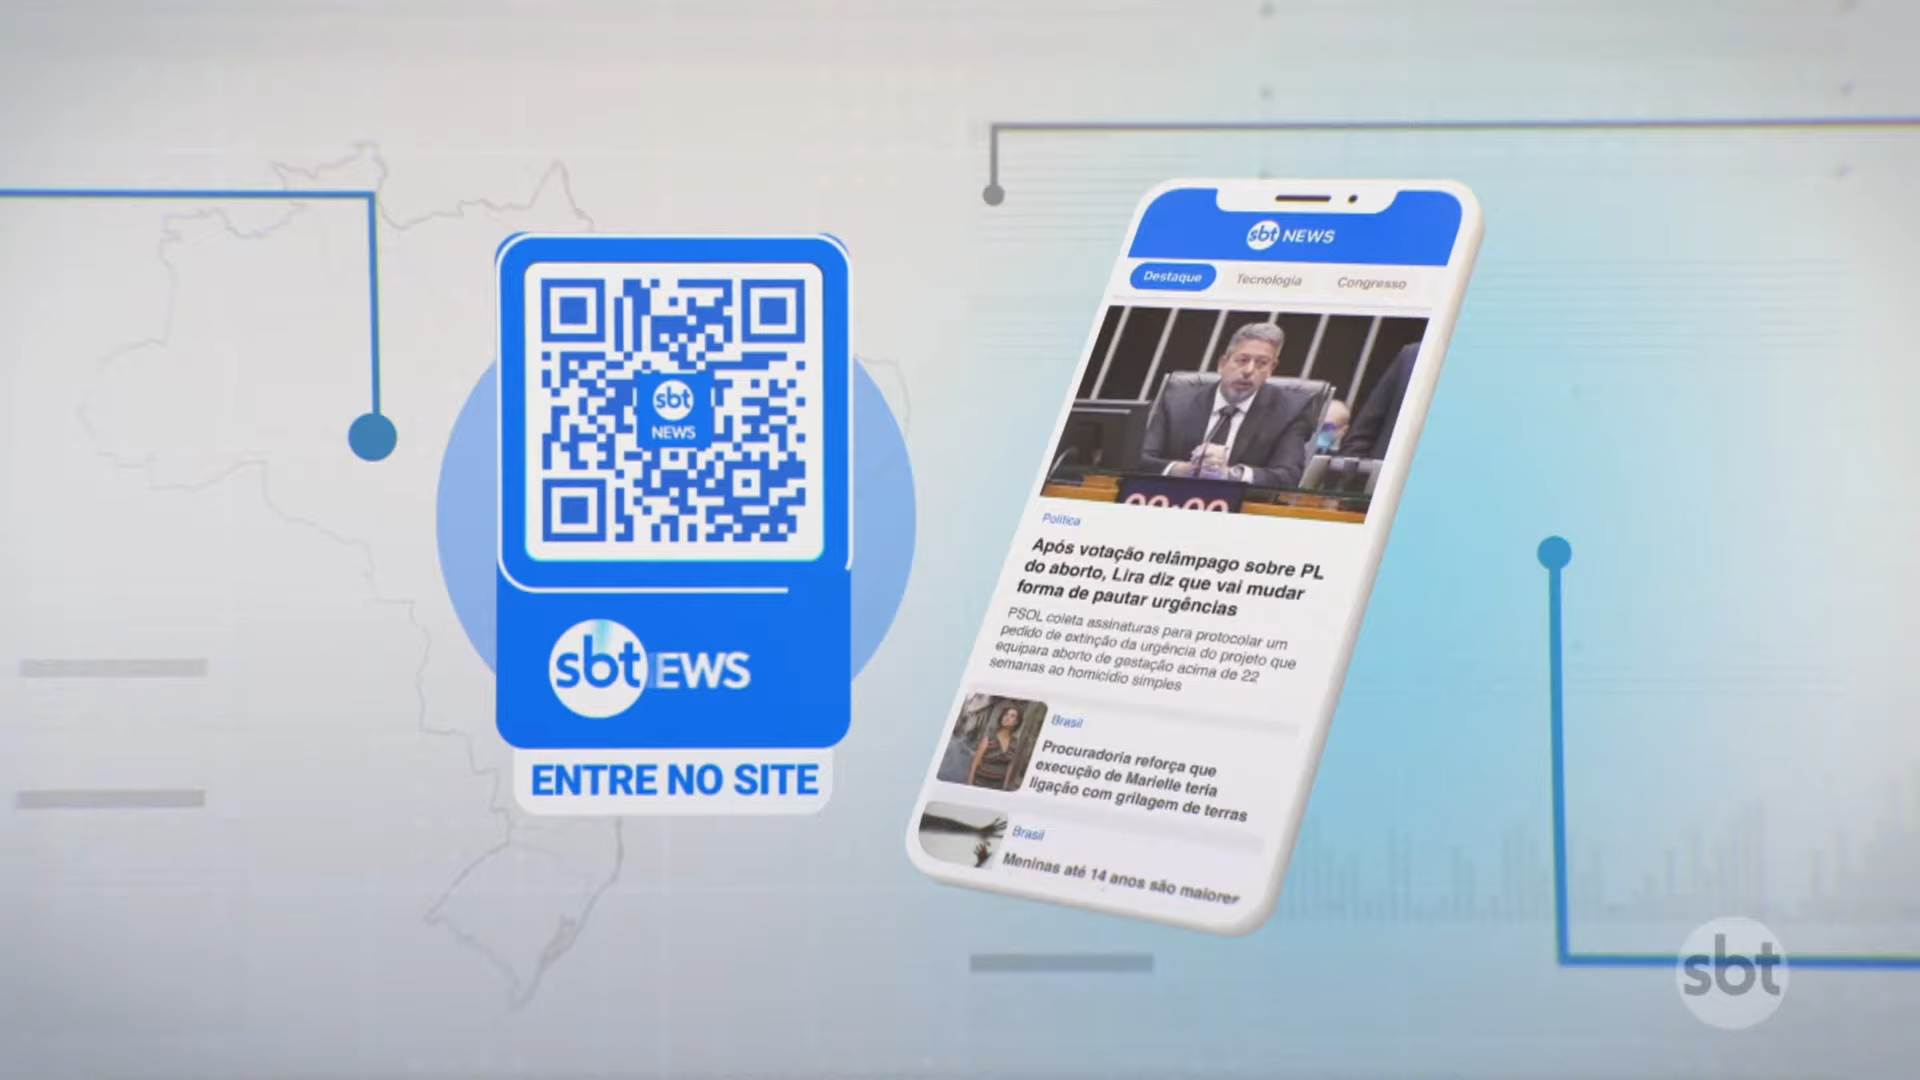 sbt
NEWS
sbt EWS
ENTRE NO SITE
sbt NEWS
Destaque Tecnologia Congresso
00:00
Política
Após votação relâmpago sobre PL
do aborto, Lira diz que vai mudar
forma de pautar urgências
PSOL coleta assinaturas para protocolar um
pedido de extinção da urgência do projeto que
equipara aborto de gestação acima de 22
semanas ao homicídio simples
Brasil
Procuradoria reforça que
execução de Marielle teria
ligação com grilagem de terras
Brasil
Meninas até 14 anos são maiores
sbt